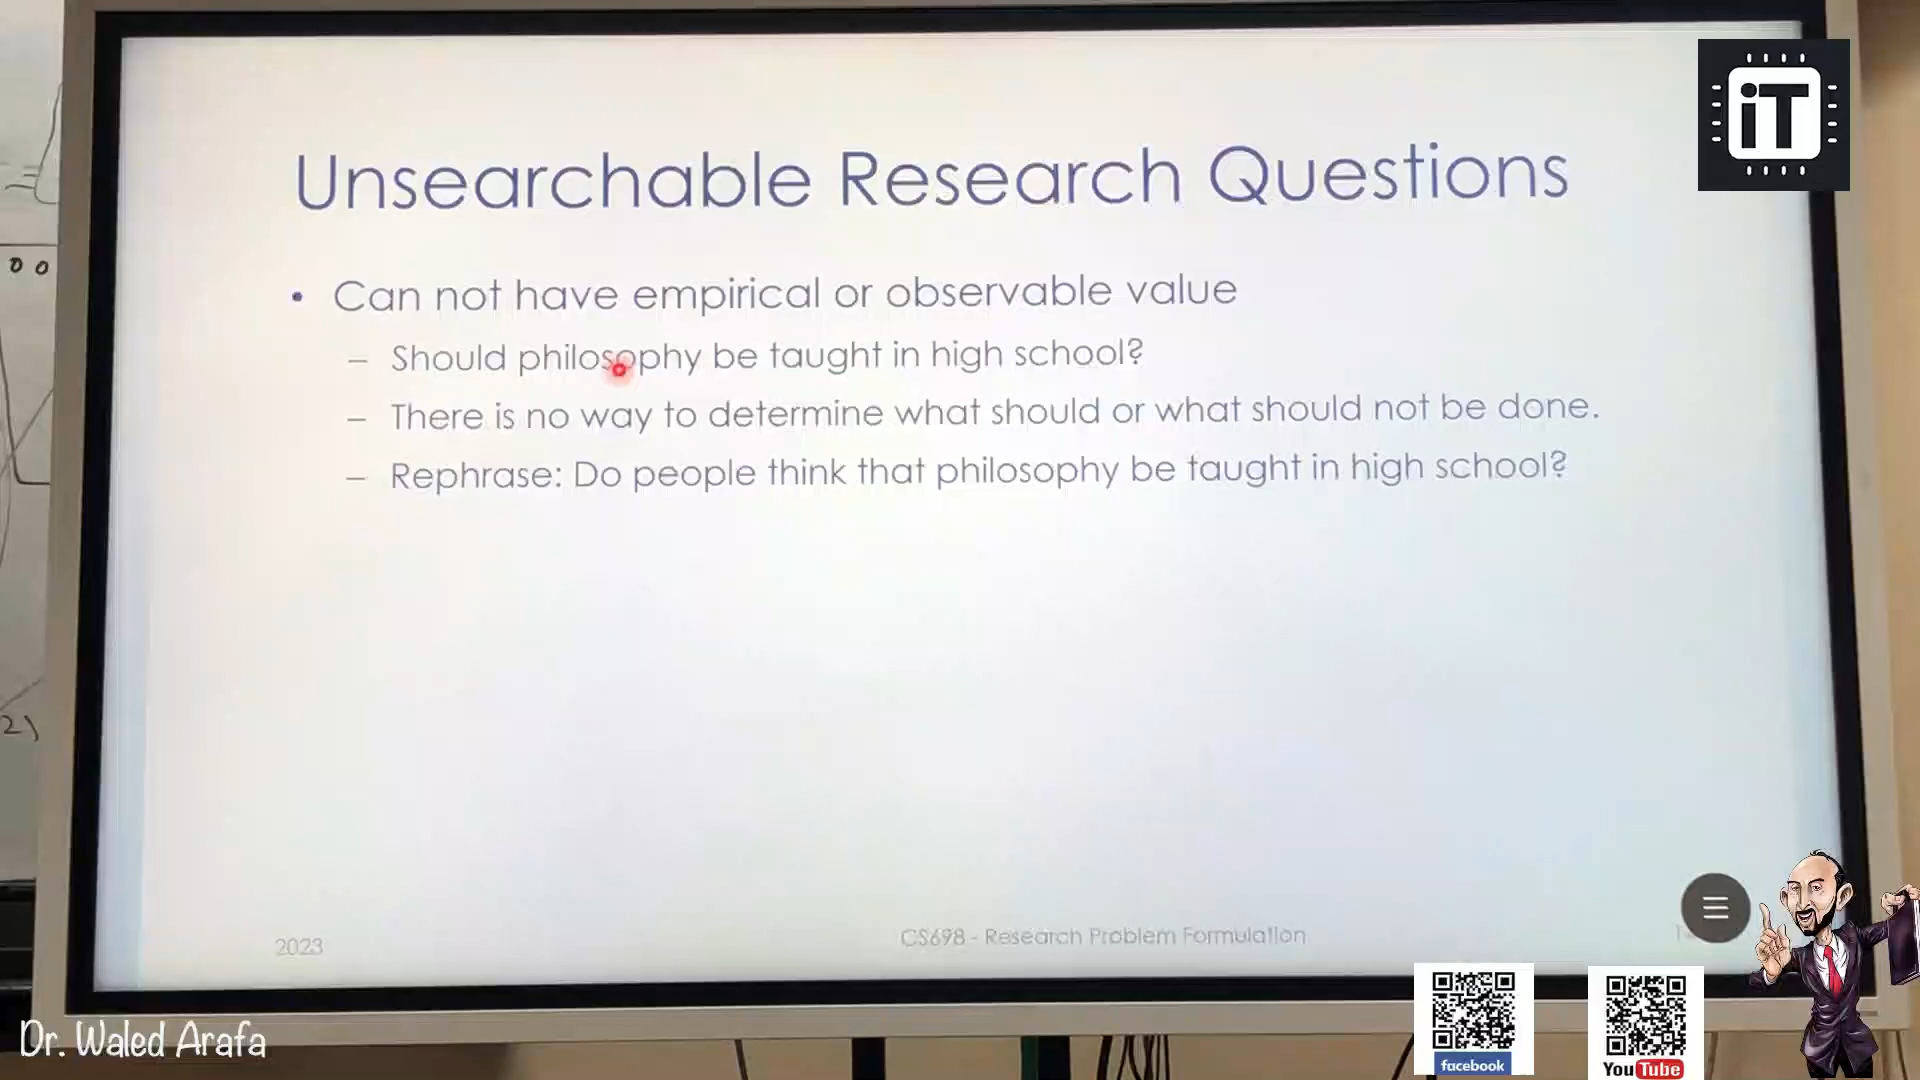 iT
Unsearchable Research Questions
• Can not have empirical or observable value
– Should philosophy be taught in high school?
– There is no way to determine what should or what should not be done.
– Rephrase: Do people think that philosophy be taught in high school?
2023
CS698 - Research Problem Formulation
2)
Dr. Waled Arafa
facebook
YouTube